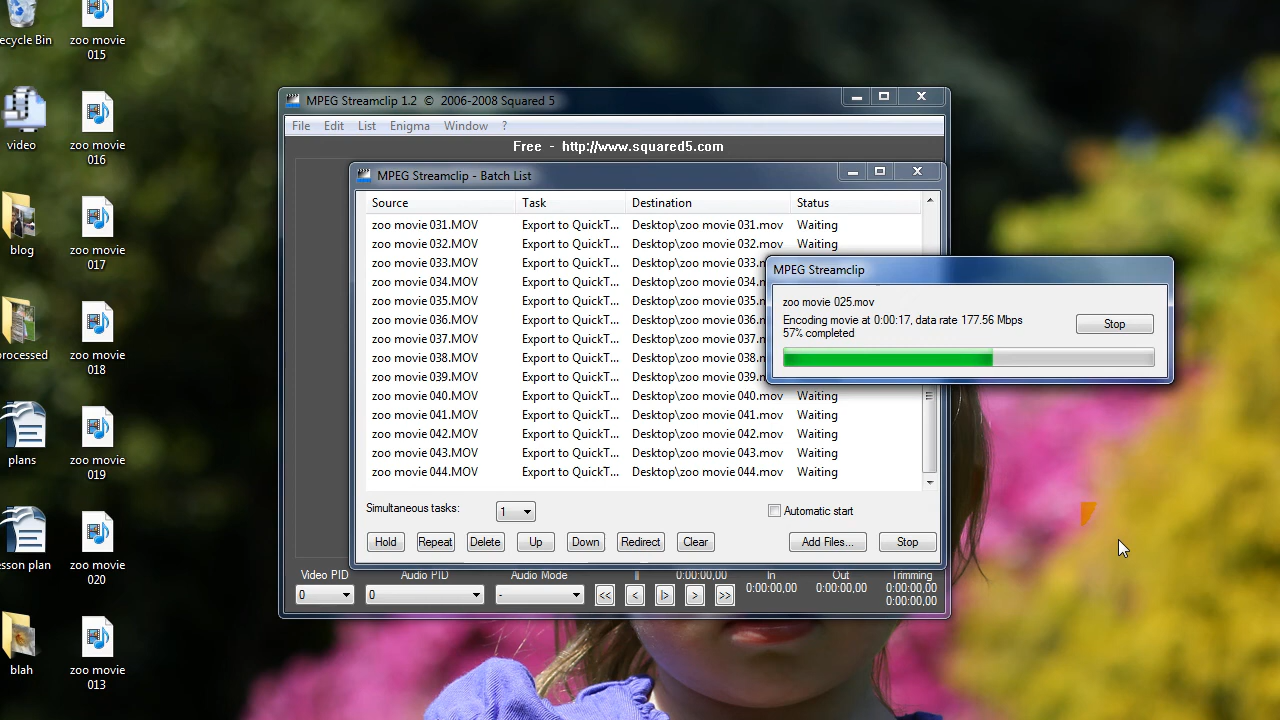 ecycle Bin
zoo movie
015
video
zoo movie
016
blog
zoo movie
017
processed
zoo movie
018
plans
zoo movie
019
esson plan
zoo movie
020
blah
zoo movie
013
MPEG Streamclip 1.2 © 2006-2008 Squared 5
File Edit List Enigma Window ?
Free - http://www.squared5.com
MPEG Streamclip - Batch List
Source Task Destination Status
zoo movie 031.MOV Export to QuickT... Desktop\zoo movie 031.mov Waiting
zoo movie 032.MOV Export to QuickT... Desktop\zoo movie 032.mov Waiting
zoo movie 033.MOV Export to QuickT... Desktop\zoo movie 033.m
zoo movie 034.MOV Export to QuickT... Desktop\zoo movie 034.m
zoo movie 035.MOV Export to QuickT... Desktop\zoo movie 035.m
zoo movie 036.MOV Export to QuickT... Desktop\zoo movie 036.m
zoo movie 037.MOV Export to QuickT... Desktop\zoo movie 037.m
zoo movie 038.MOV Export to QuickT... Desktop\zoo movie 038.m
zoo movie 039.MOV Export to QuickT... Desktop\zoo movie 039.m
zoo movie 040.MOV Export to QuickT... Desktop\zoo movie 040.mov Waiting
zoo movie 041.MOV Export to QuickT... Desktop\zoo movie 041.mov Waiting
zoo movie 042.MOV Export to QuickT... Desktop\zoo movie 042.mov Waiting
zoo movie 043.MOV Export to QuickT... Desktop\zoo movie 043.mov Waiting
zoo movie 044.MOV Export to QuickT... Desktop\zoo movie 044.mov Waiting
Simultaneous tasks: 1 Automatic start
Hold Repeat Delete Up Down Redirect Clear Add Files... Stop
Video PID Audio PID Audio Mode || 0:00:00,00 In Out Trimming
0:00:00,00 0:00:00,00 0:00:00,00
0 0 - << < |> > >> 0:00:00,00
MPEG Streamclip
zoo movie 025.mov
Encoding movie at 0:00:17, data rate 177.56 Mbps
57% completed
Stop